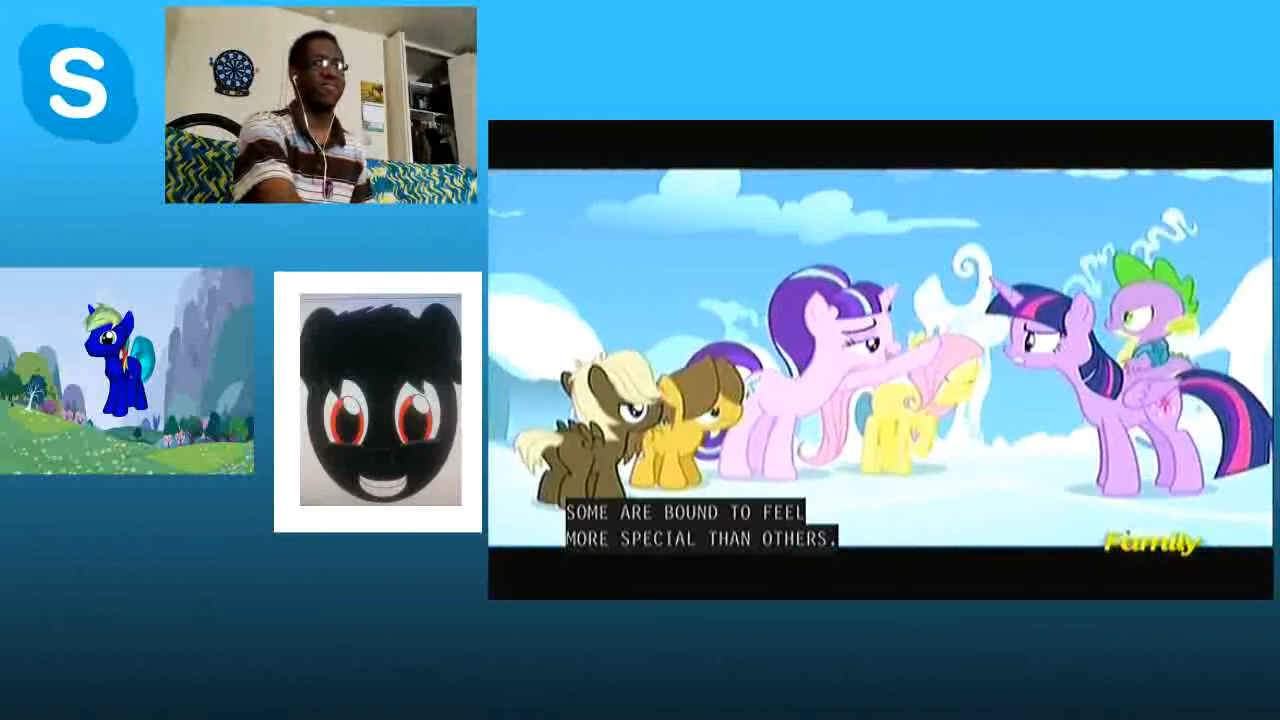 S
SOME ARE BOUND TO FEEL
MORE SPECIAL THAN OTHERS.
Family